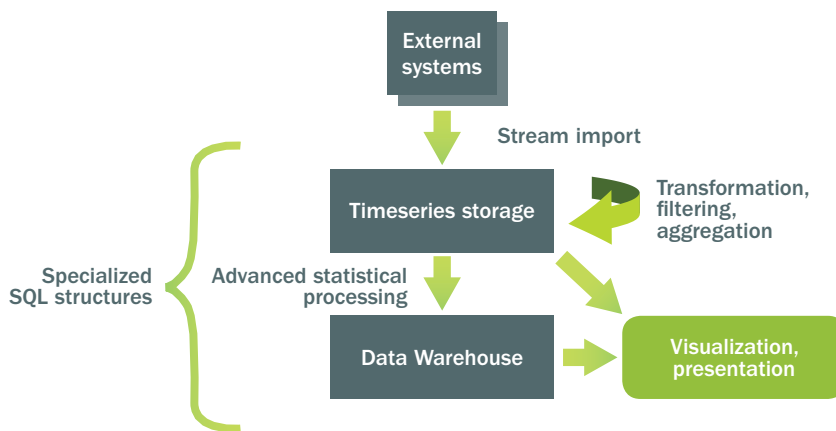 External
systems
Stream import
Timeseries storage
Transformation,
filtering,
aggregation
Specialized
SQL structures
Advanced statistical
processing
Data Warehouse
Visualization,
presentation